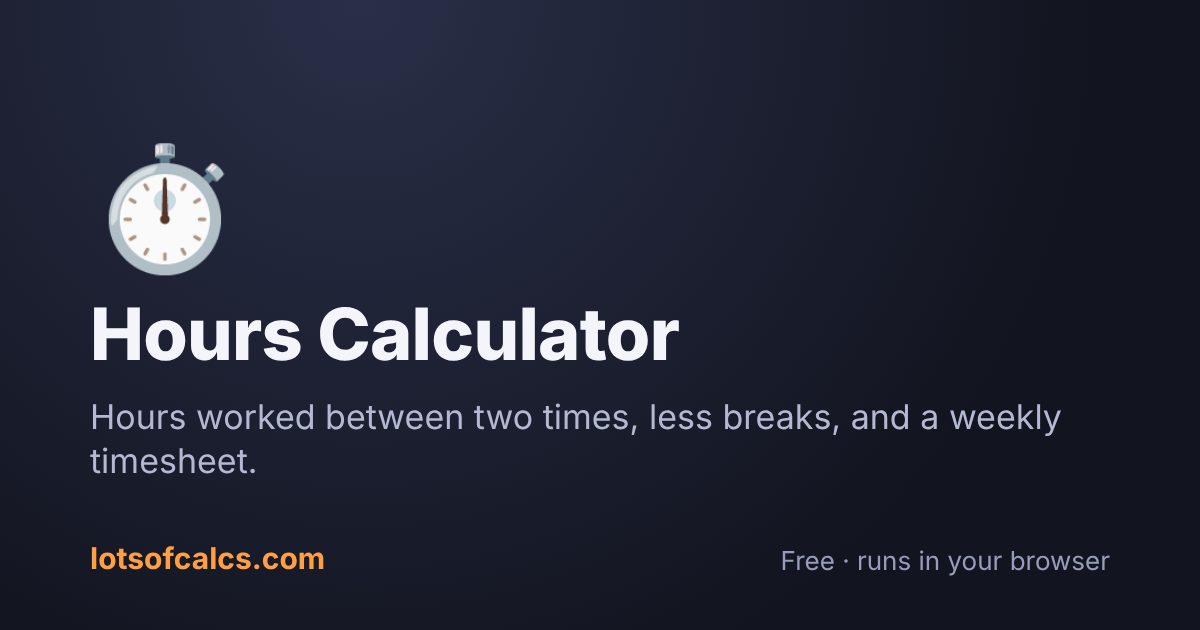 Hours Calculator
Hours worked between two times, less breaks, and a weekly
timesheet.
lotsofcalcs.com
Free · runs in your browser